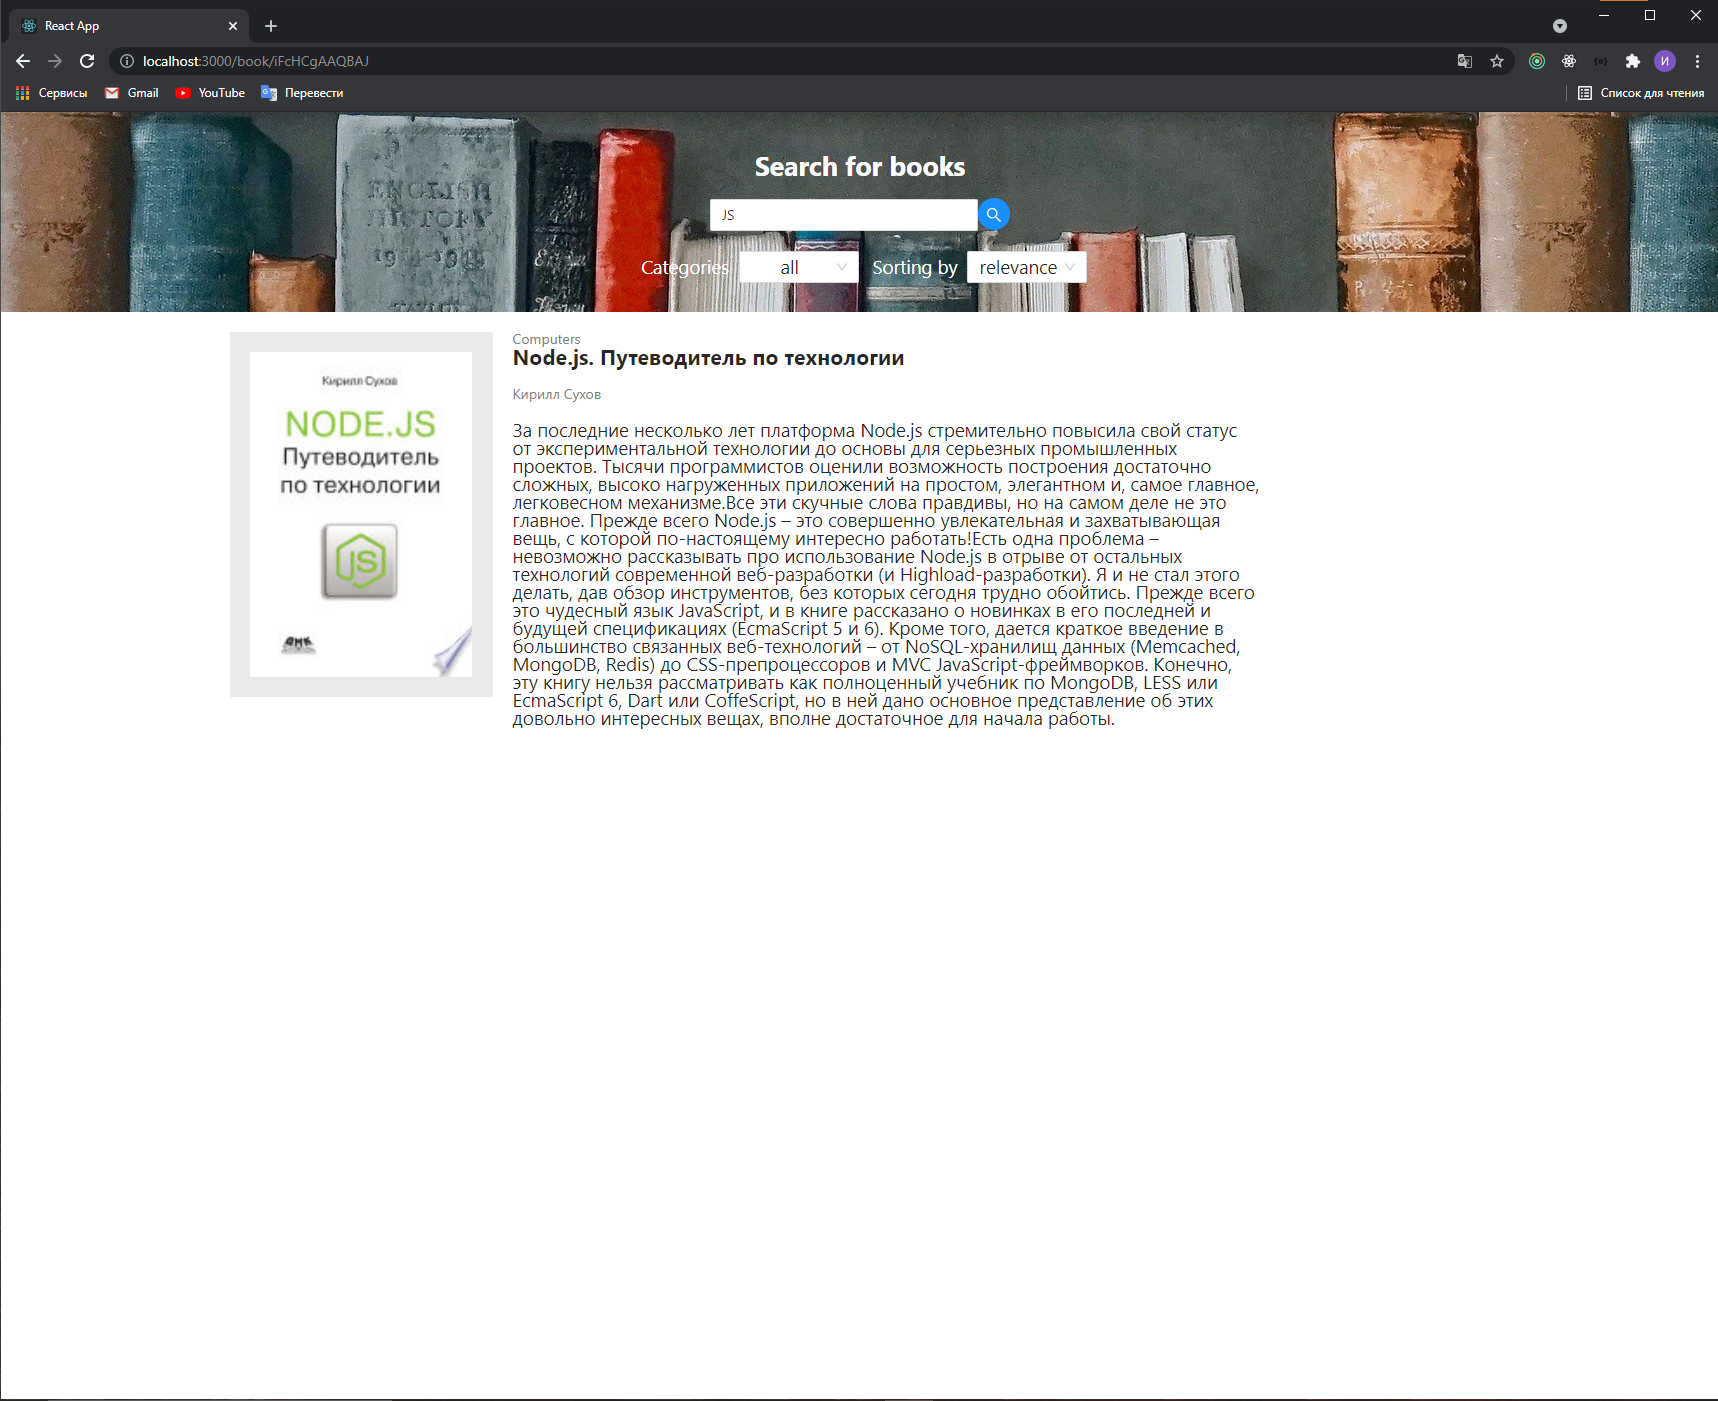 React App
localhost:3000/book/iFcHCgAAQBAJ
И
Сервисы
Gmail
YouTube
Перевести
Список для чтения
ENGLISH
HISTORY
Search for books
JS
Categories
all
Sorting by
relevance
Кирилл Сухов
NODE.JS
Путеводитель
по технологии
JS
ДМК
Computers
Node.js. Путеводитель по технологии
Кирилл Сухов
За последние несколько лет платформа Node.js стремительно повысила свой статус
от экспериментальной технологии до основы для серьезных промышленных
проектов. Тысячи программистов оценили возможность построения достаточно
сложных, высоко нагруженных приложений на простом, элегантном и, самое главное,
легковесном механизме.Все эти скучные слова правдивы, но на самом деле не это
главное. Прежде всего Node.js – это совершенно увлекательная и захватывающая
вещь, с которой по-настоящему интересно работать!Есть одна проблема –
невозможно рассказывать про использование Node.js в отрыве от остальных
технологий современной веб-разработки (и Highload-разработки). Я и не стал этого
делать, дав обзор инструментов, без которых сегодня трудно обойтись. Прежде всего
это чудесный язык JavaScript, и в книге рассказано о новинках в его последней и
будущей спецификациях (EcmaScript 5 и 6). Кроме того, дается краткое введение в
большинство связанных веб-технологий – от NoSQL-хранилищ данных (Memcached,
MongoDB, Redis) до CSS-препроцессоров и MVC JavaScript-фреймворков. Конечно,
эту книгу нельзя рассматривать как полноценный учебник по MongoDB, LESS или
EcmaScript 6, Dart или CoffeScript, но в ней дано основное представление об этих
довольно интересных вещах, вполне достаточное для начала работы.